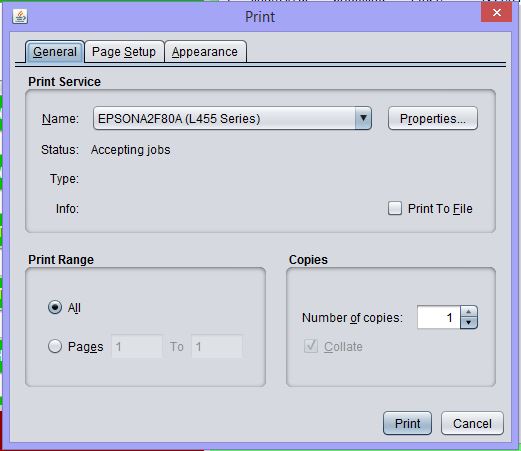 Print
General Page Setup Appearance
Print Service
Name: EPSONA2F80A (L455 Series) Properties...
Status: Accepting jobs
Type:
Info: Print To File
Print Range Copies
All
Number of copies: 1
Pages 1 To 1
Collate
Print Cancel